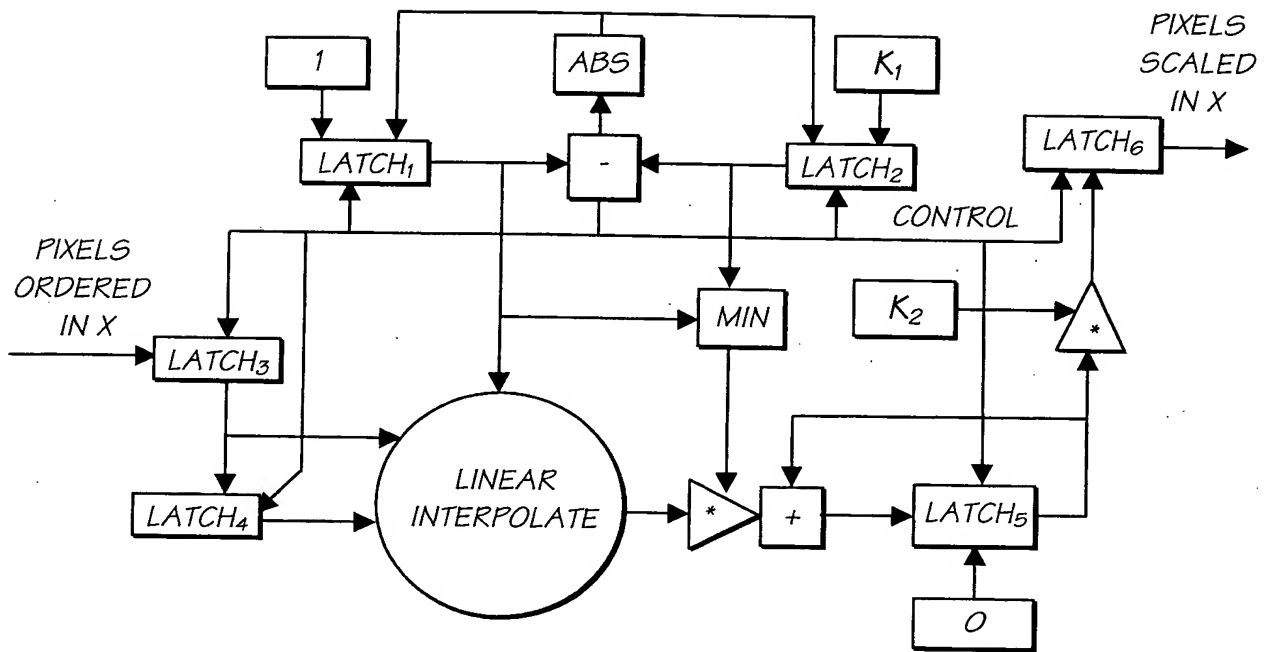 PIXELS
SCALED
IN X
1
ABS
K₁
LATCH₁
-
LATCH₂
LATCH₆
CONTROL
PIXELS
ORDERED
IN X
MIN
K₂
*
LATCH₃
LINEAR
INTERPOLATE
LATCH₄
*
+
LATCH₅
0